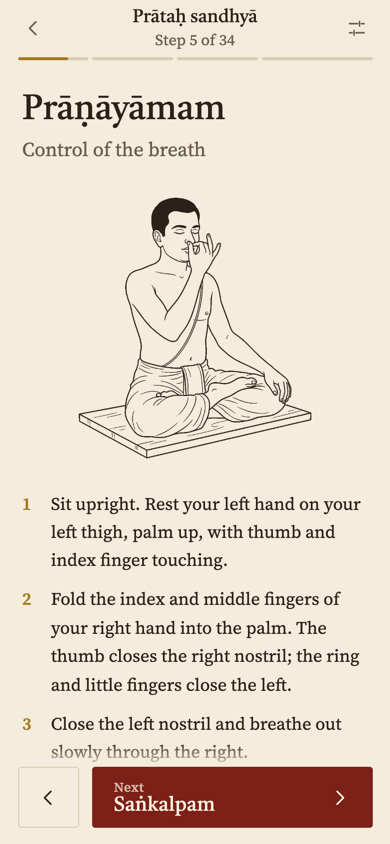 Prātaḥ sandhyā
Step 5 of 34
Prāṇāyāmam
Control of the breath
1 Sit upright. Rest your left hand on your
left thigh, palm up, with thumb and
index finger touching.
2 Fold the index and middle fingers of
your right hand into the palm. The
thumb closes the right nostril; the ring
and little fingers close the left.
3 Close the left nostril and breathe out
slowly through the right.
Next
Saṅkalpam